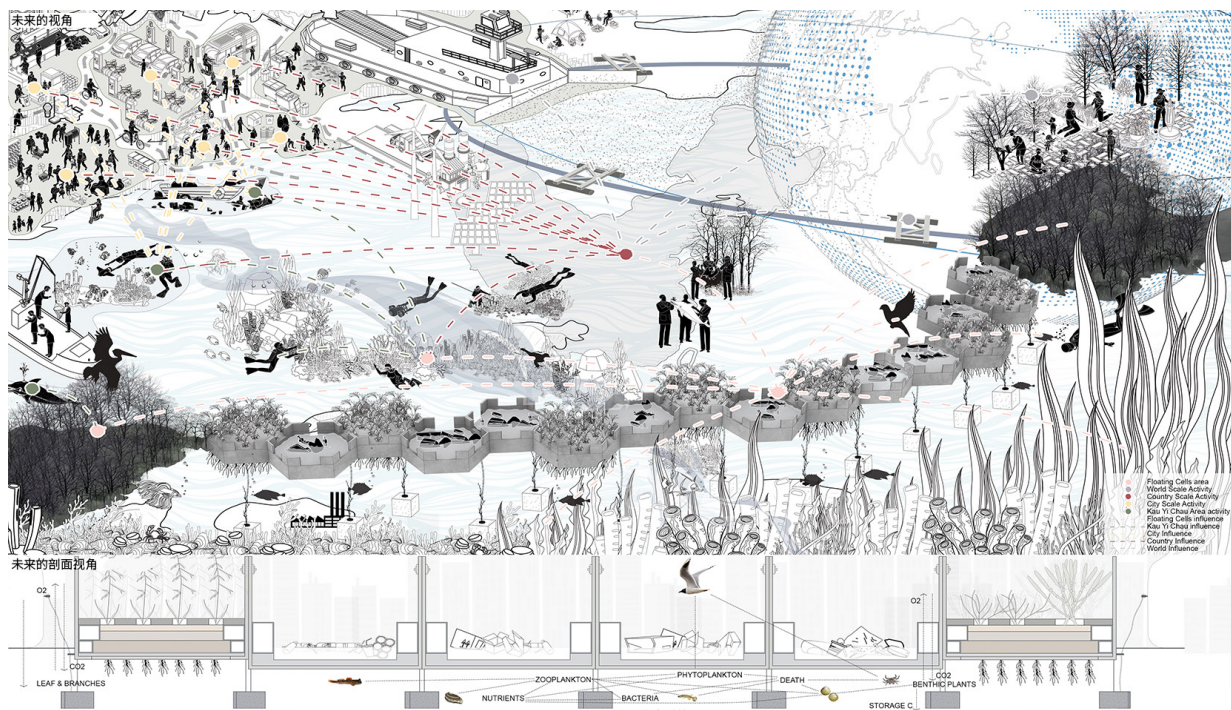 未来的视角
Floating Cells area
World Scale Activity
Country Scale Activity
City Scale Activity
Kau Yi Chau Area activity
Floating Cells influence
Kau Yi Chau influence
City Influence
Country Influence
World Influence
未来的剖面视角
O2
O2
CO2
CO2
LEAF & BRANCHES
ZOOPLANKTON
PHYTOPLANKTON
DEATH
BENTHIC PLANTS
NUTRIENTS
BACTERIA
STORAGE C